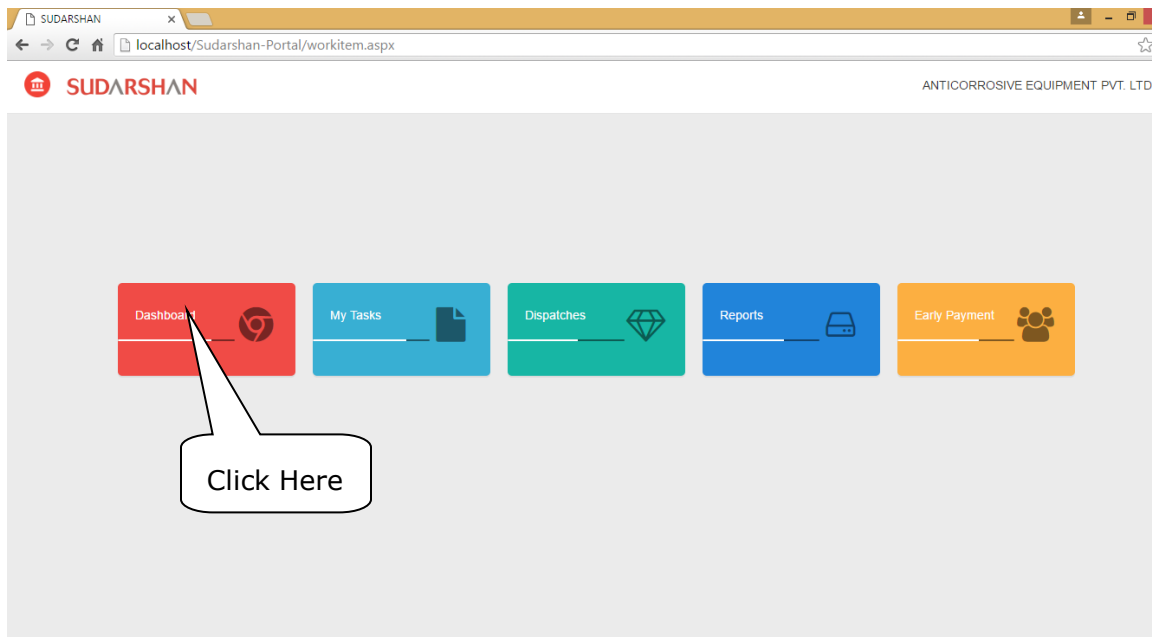 SUDARSHAN
localhost/Sudarshan-Portal/workitem.aspx
SUDARSHAN
ANTICORROSIVE EQUIPMENT PVT. LTD
Dashboard
My Tasks
Dispatches
Reports
Early Payment
Click Here